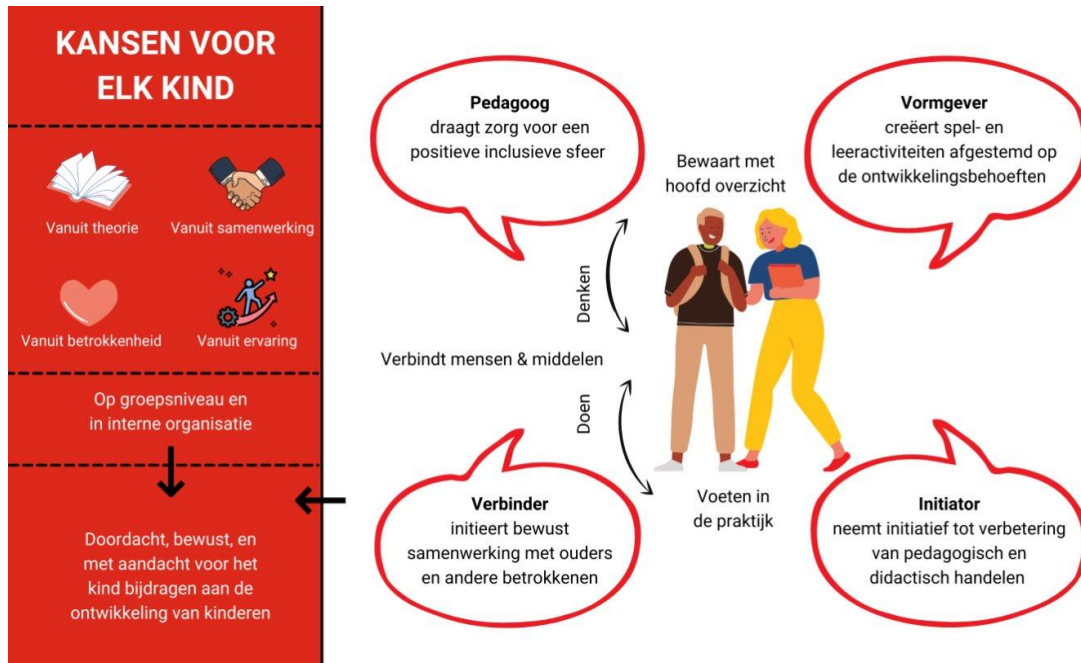 KANSEN VOOR
ELK KIND
Vanuit theorie
Vanuit samenwerking
Vanuit betrokkenheid
Vanuit ervaring
Op groepsniveau en
in interne organisatie
Doordacht, bewust, en
met aandacht voor het
kind bijdragen aan de
ontwikkeling van kinderen
Pedagoog
draagt zorg voor een
positieve inclusieve sfeer
Bewaart met
hoofd overzicht
Vormgever
creëert spel- en
leeractiviteiten afgestemd op
de ontwikkelingsbehoeften
Denken
Verbindt mensen & middelen
Doen
Verbinder
initieert bewust
samenwerking met ouders
en andere betrokkenen
Voeten in
de praktijk
Initiator
neemt initiatief tot verbetering
van pedagogisch en
didactisch handelen